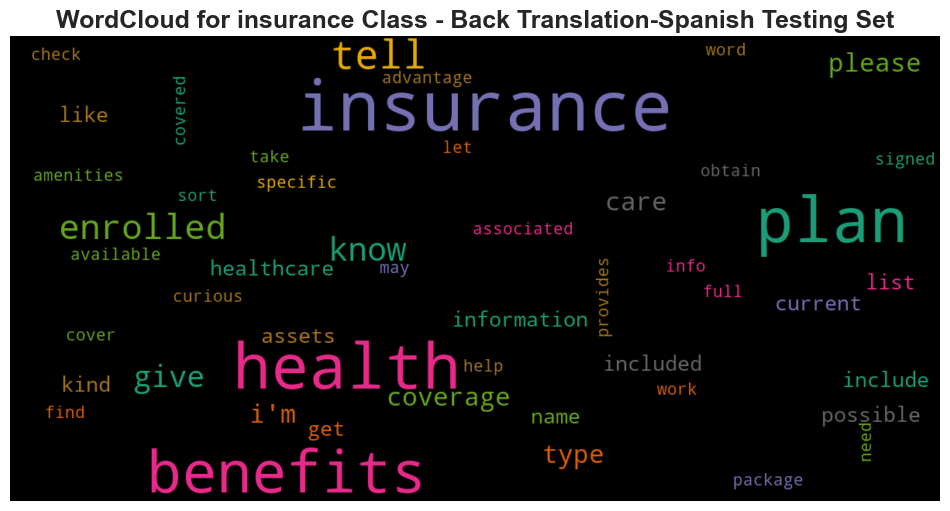 WordCloud for insurance Class - Back Translation-Spanish Testing Set
check
tell
word
please
advantage
covered
insurance
like
let
take
signed
amenities
specific
obtain
sort
care
plan
enrolled
know
associated
available
healthcare
may
info
provides
list
curious
full
current
information
cover
assets
health
help
included
kind
give
coverage
work
include
find
i'm
get
name
possible
need
type
benefits
package